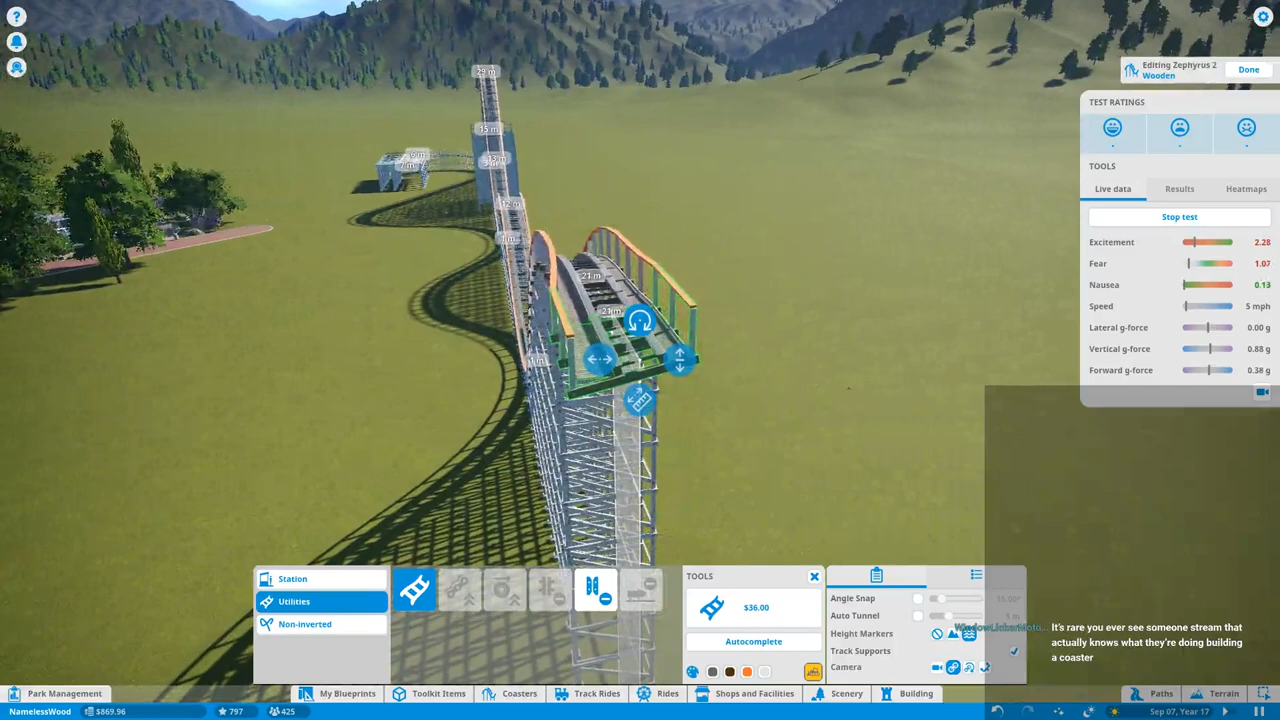 29 m
15 m
21 m
21m
Editing Zephyrus 2
Wooden
Done
TEST RATINGS
TOOLS
Live data
Results
Heatmaps
Stop test
Excitement 2.28
Fear 1.07
Nausea 0.13
Speed 5 mph
Lateral g-force 0.00 g
Vertical g-force 0.88 g
Forward g-force 0.38 g
It's rare you ever see someone stream that
actually knows what they're doing building
a coaster
Station
Utilities
Non-inverted
TOOLS
$36.00
Autocomplete
Angle Snap
Auto Tunnel
Height Markers
Track Supports
Camera
Park Management
My Blueprints
Toolkit Items
Coasters
Track Rides
Rides
Shops and Facilities
Scenery
Building
Paths
Terrain
NamelessWood
$869.96
797
425
Sep 07, Year 17